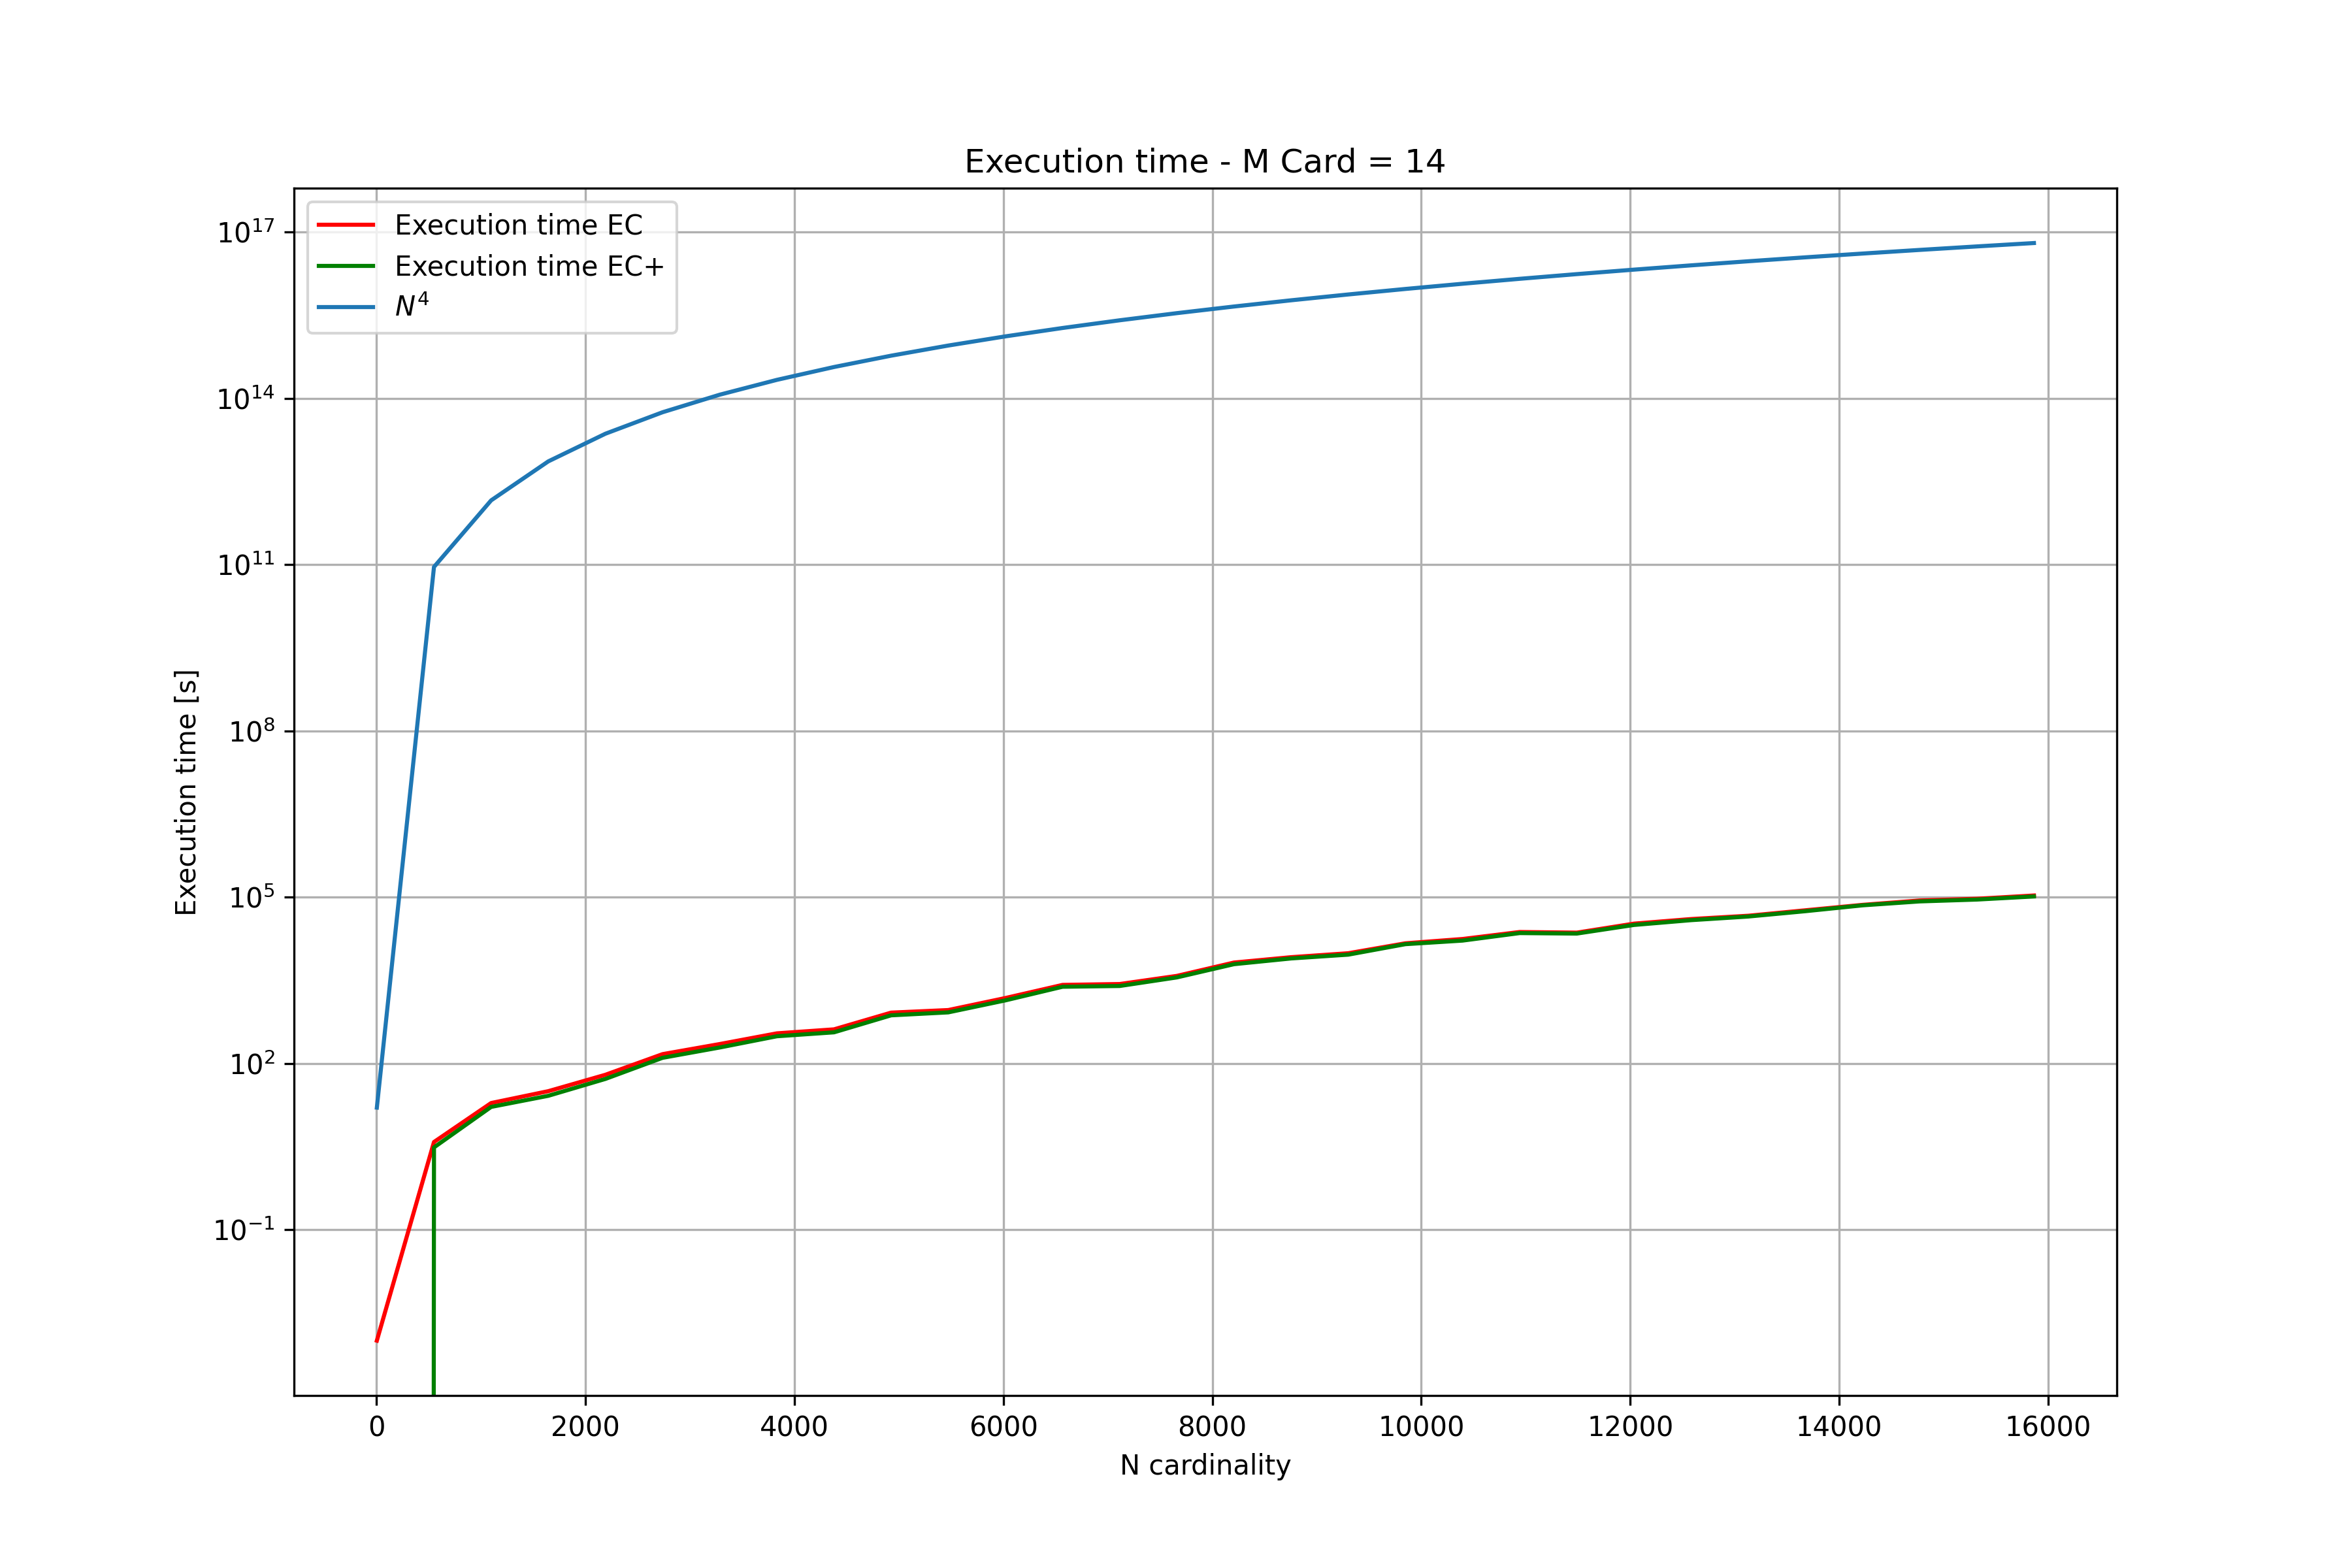 Execution time - M Card = 14
Execution time EC
Execution time EC+
N⁴
10¹⁷
10¹⁴
10¹¹
10⁸
10⁵
10²
10⁻¹
Execution time [s]
0 2000 4000 6000 8000 10000 12000 14000 16000
N cardinality